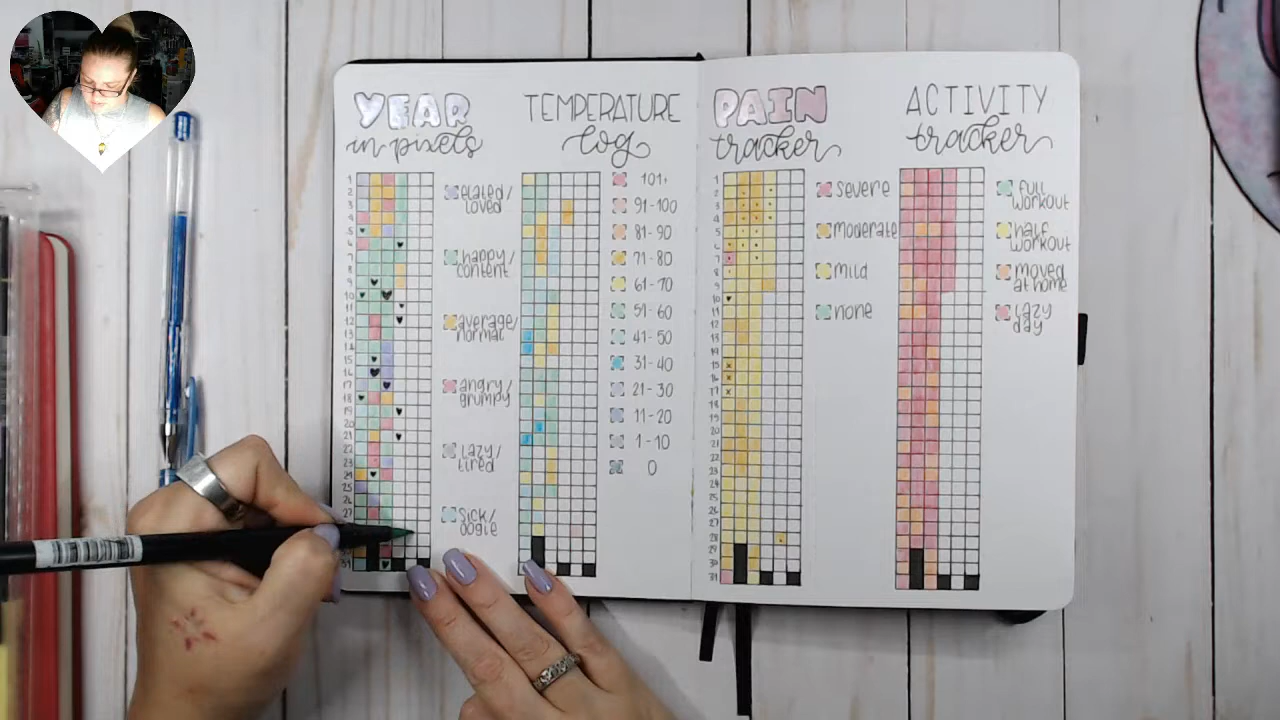 YEAR
in pixels
elated/
loved
happy/
content
average/
normal
angry/
grumpy
lazy/
tired
sick/
oogie
TEMPERATURE
log
101+
91-100
81-90
71-80
61-70
51-60
41-50
31-40
21-30
11-20
1-10
0
PAIN
tracker
severe
moderate
mild
none
ACTIVITY
tracker
full
workout
half
workout
moved
at home
lazy
day